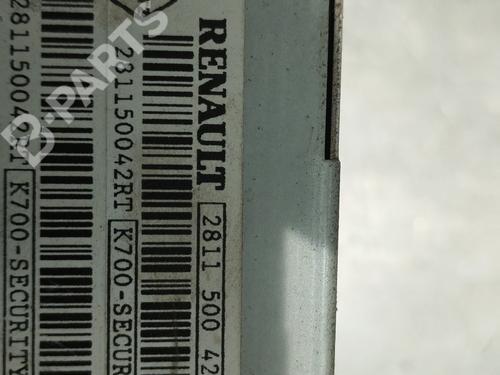 RENAULT
2811 500 42
281150042RT K700-SECUR
281150042RT K700-SECURITY
B-PARTS